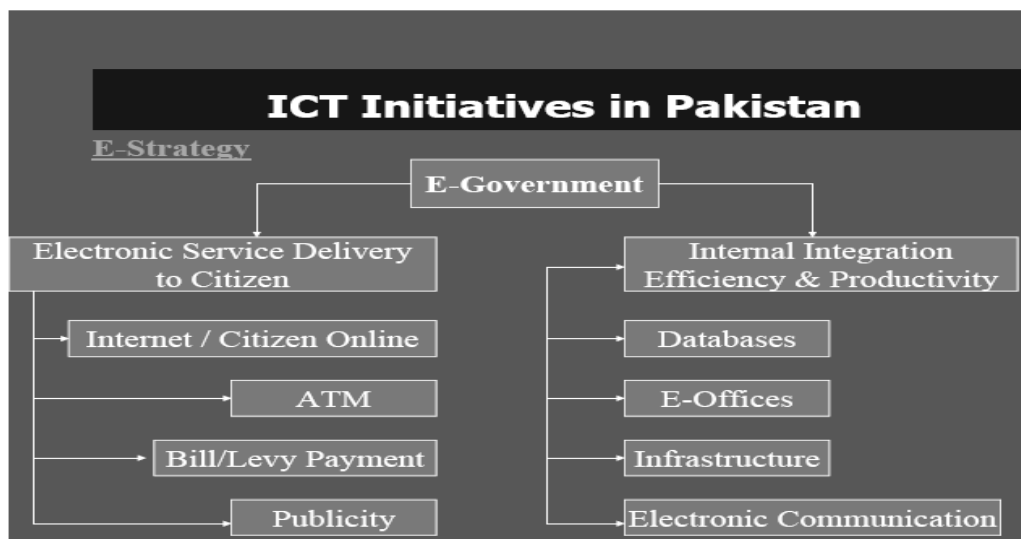 ICT Initiatives in Pakistan
E-Strategy
E-Government
Electronic Service Delivery
to Citizen
Internet / Citizen Online
ATM
Bill/Levy Payment
Publicity
Internal Integration
Efficiency & Productivity
Databases
E-Offices
Infrastructure
Electronic Communication